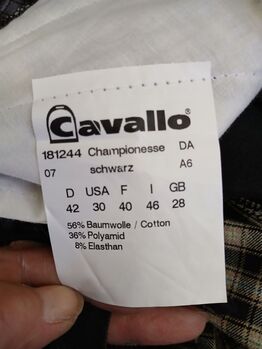 Cavallo®
181244 Championesse DA
07 schwarz A6
D USA F I GB
42 30 40 46 28
56% Baumwolle / Cotton
36% Polyamid
8% Elasthan